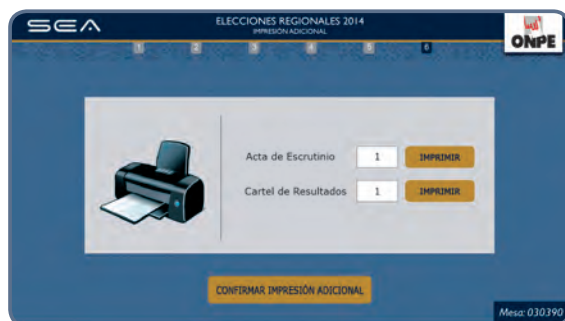 SEA
ELECCIONES REGIONALES 2014
IMPRESIÓN ADICIONAL
ONPE
1 2 3 4 5 6
Acta de Escrutinio 1 IMPRIMIR
Cartel de Resultados 1 IMPRIMIR
CONFIRMAR IMPRESIÓN ADICIONAL
Mesa: 030390